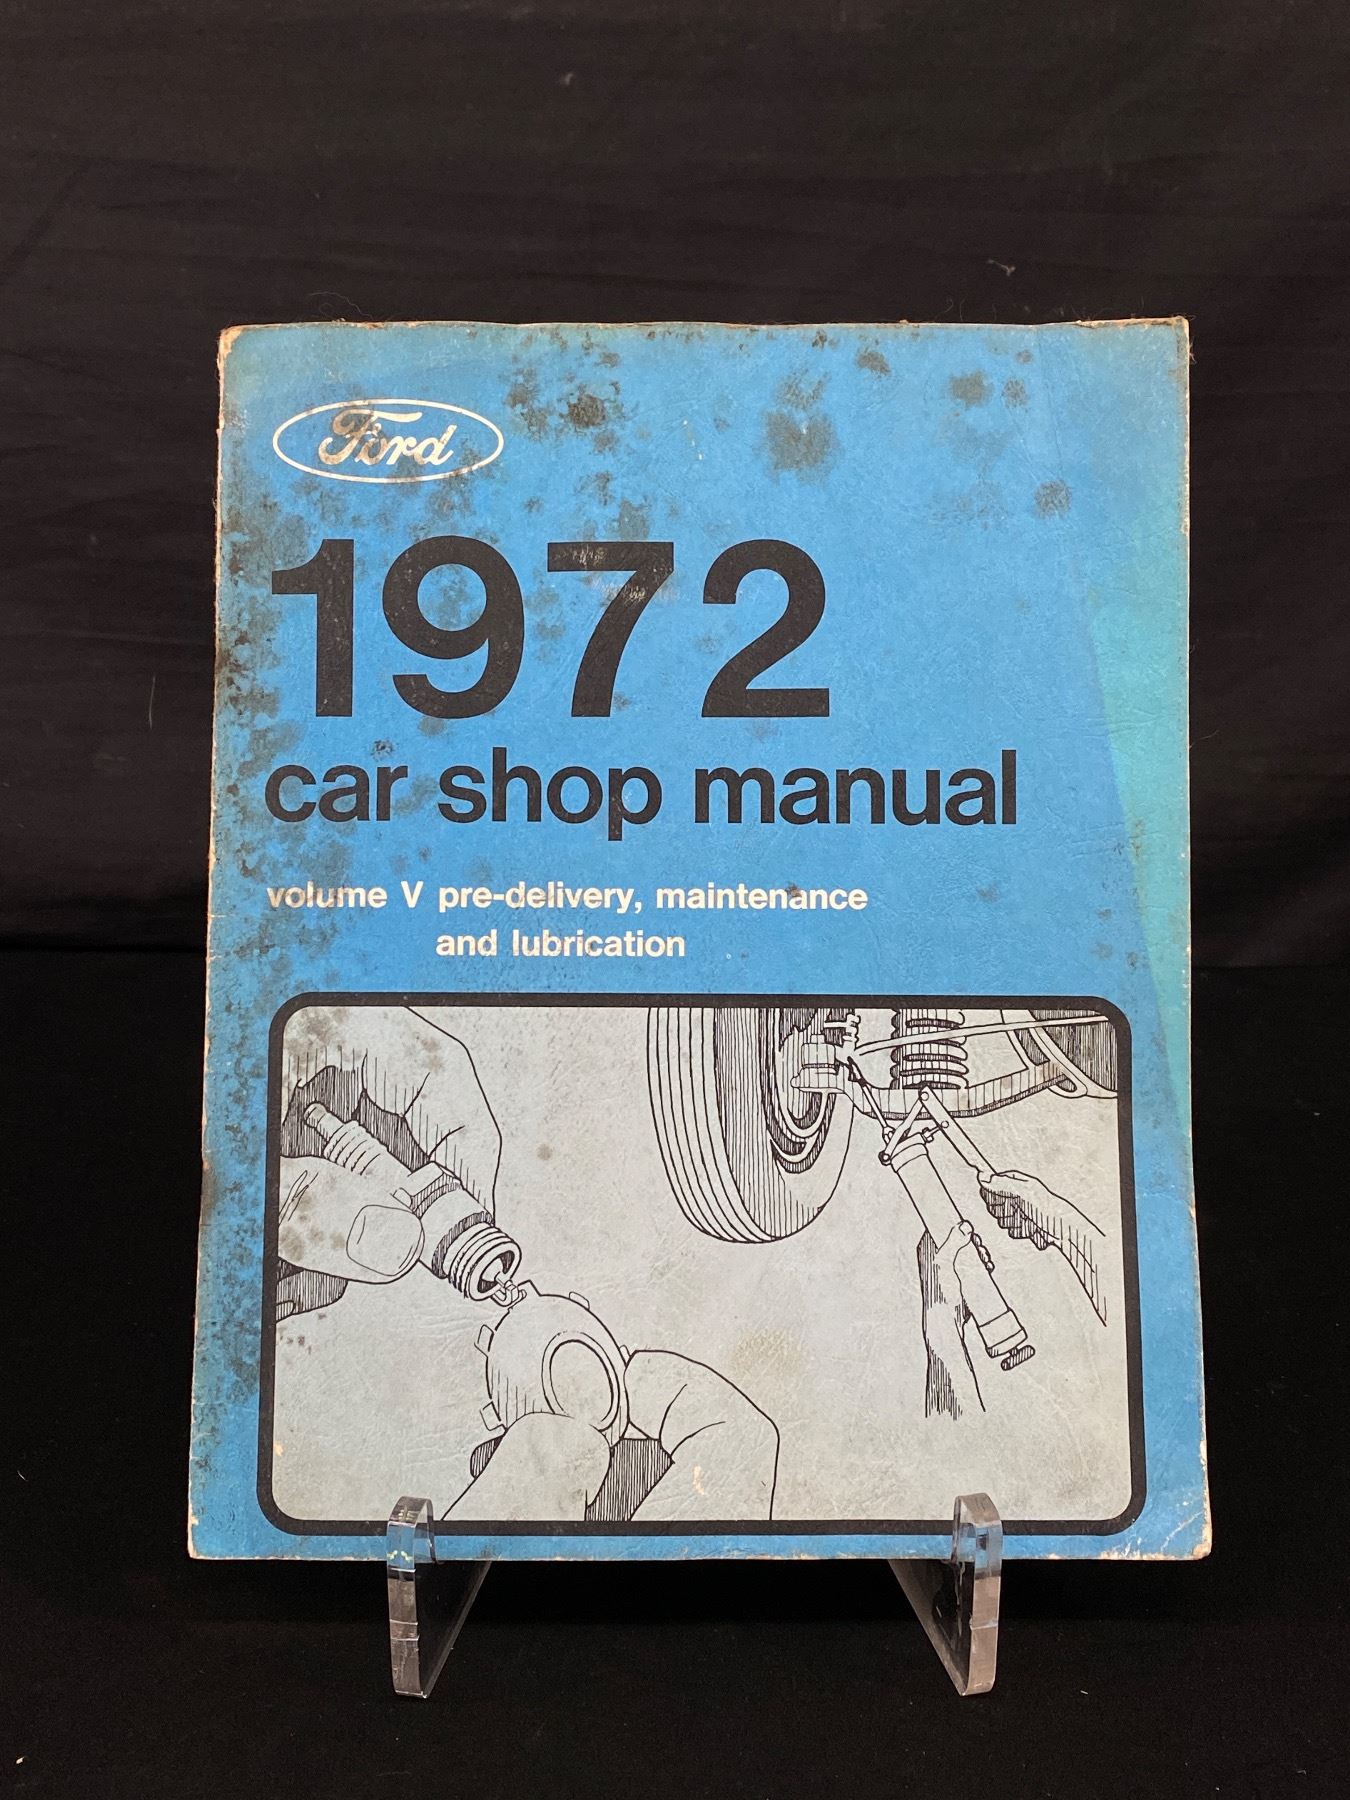 Ford
1972
car shop manual
volume V pre-delivery, maintenance
and lubrication